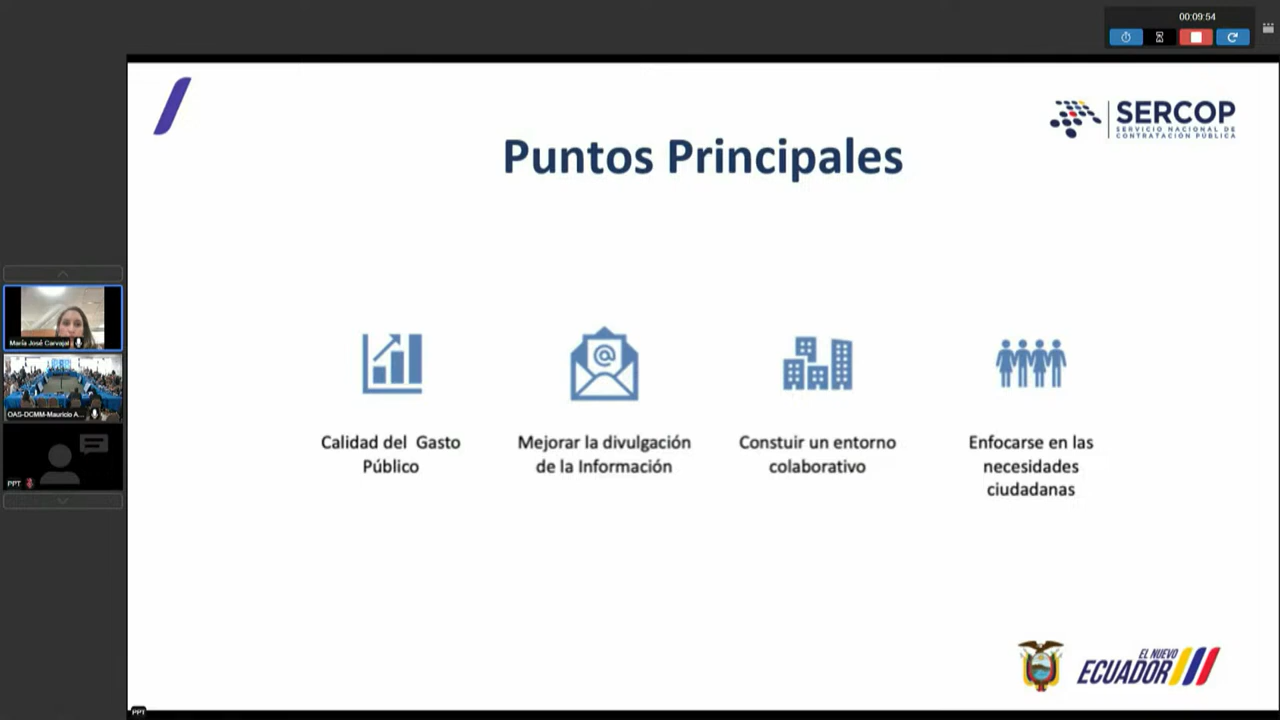 00:09:54
SERCOP
SERVICIO NACIONAL DE
CONTRATACIÓN PÚBLICA
Puntos Principales
María José Carvajal
OAS-DCMM-Mauricio A...
PPT
Calidad del Gasto
Público
Mejorar la divulgación
de la Información
Constuir un entorno
colaborativo
Enfocarse en las
necesidades
ciudadanas
EL NUEVO
ECUADOR
PPT